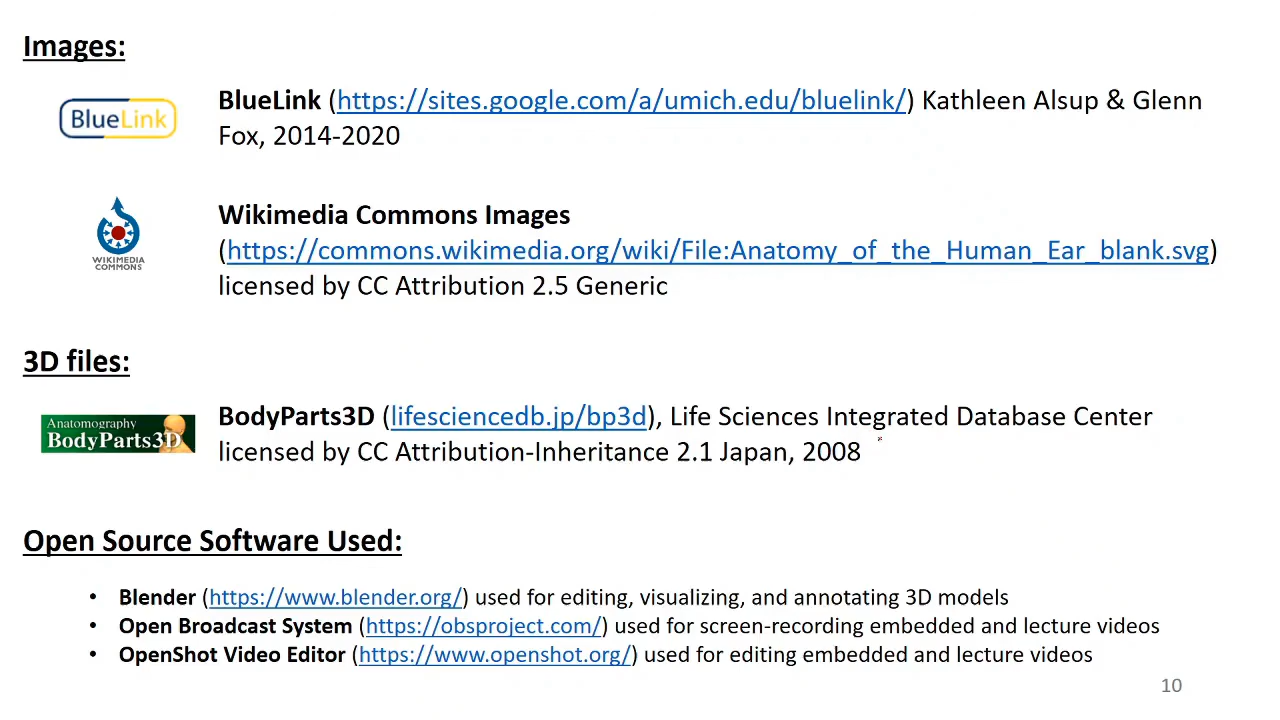 Images:
BlueLink
BlueLink (https://sites.google.com/a/umich.edu/bluelink/) Kathleen Alsup & Glenn
Fox, 2014-2020
WIKIMEDIA
COMMONS
Wikimedia Commons Images
(https://commons.wikimedia.org/wiki/File:Anatomy_of_the_Human_Ear_blank.svg)
licensed by CC Attribution 2.5 Generic
3D files:
Anatomography
BodyParts3D
BodyParts3D (lifesciencedb.jp/bp3d), Life Sciences Integrated Database Center
licensed by CC Attribution-Inheritance 2.1 Japan, 2008
Open Source Software Used:
• Blender (https://www.blender.org/) used for editing, visualizing, and annotating 3D models
• Open Broadcast System (https://obsproject.com/) used for screen-recording embedded and lecture videos
• OpenShot Video Editor (https://www.openshot.org/) used for editing embedded and lecture videos
10